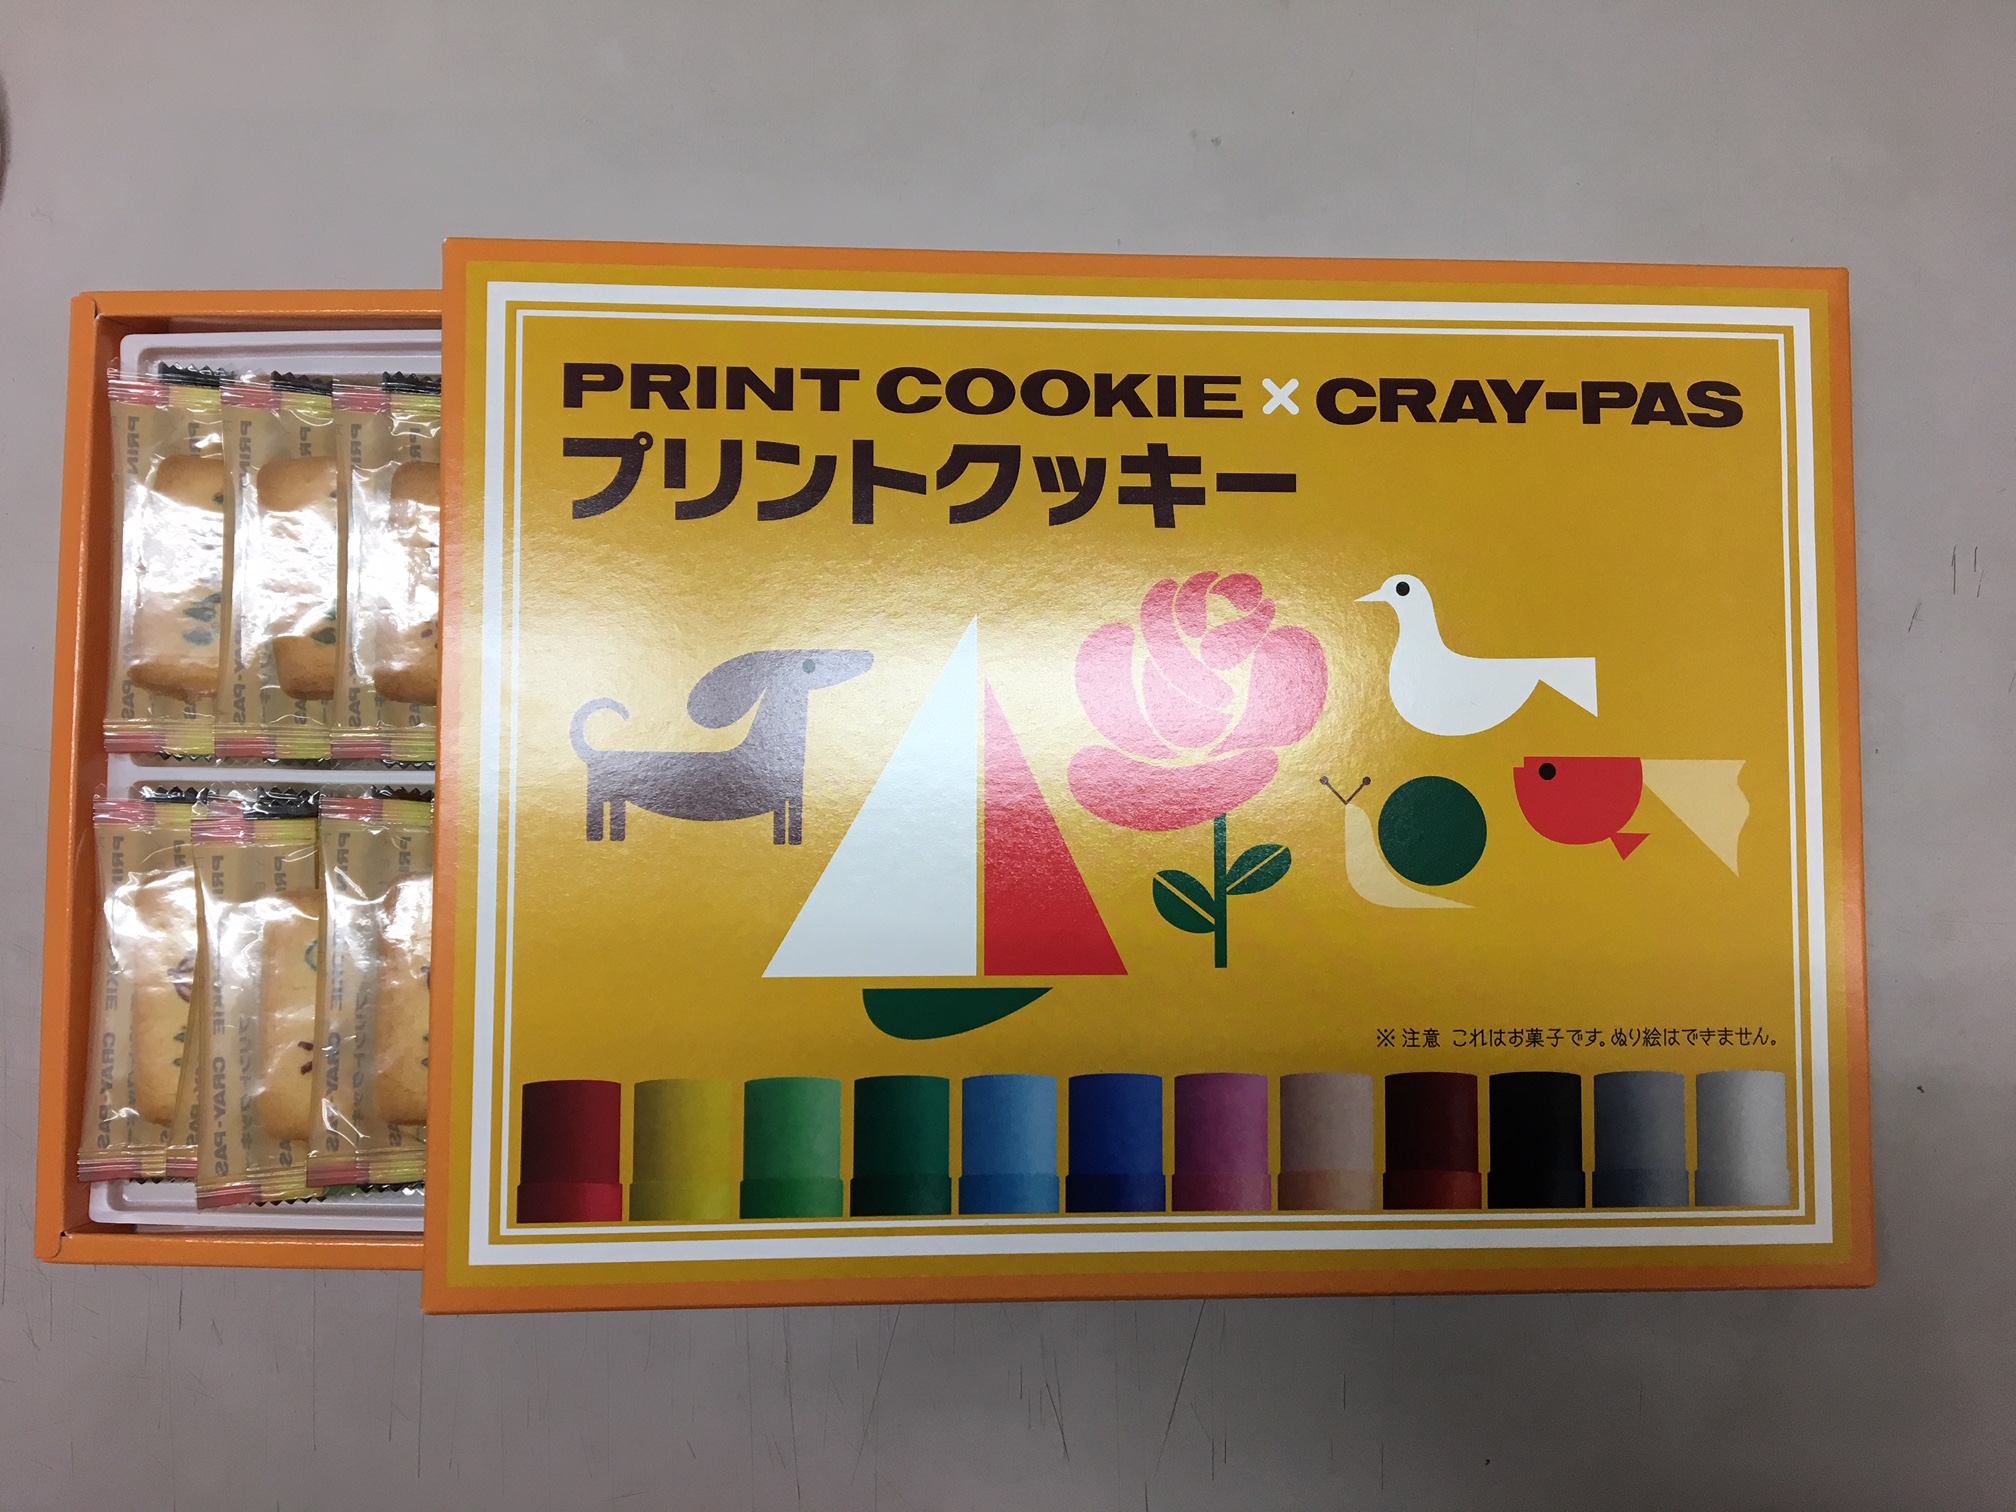 PRINT COOKIE × CRAY-PAS
プリントクッキー
※ 注意 これはお菓子です。ぬり絵はできません。